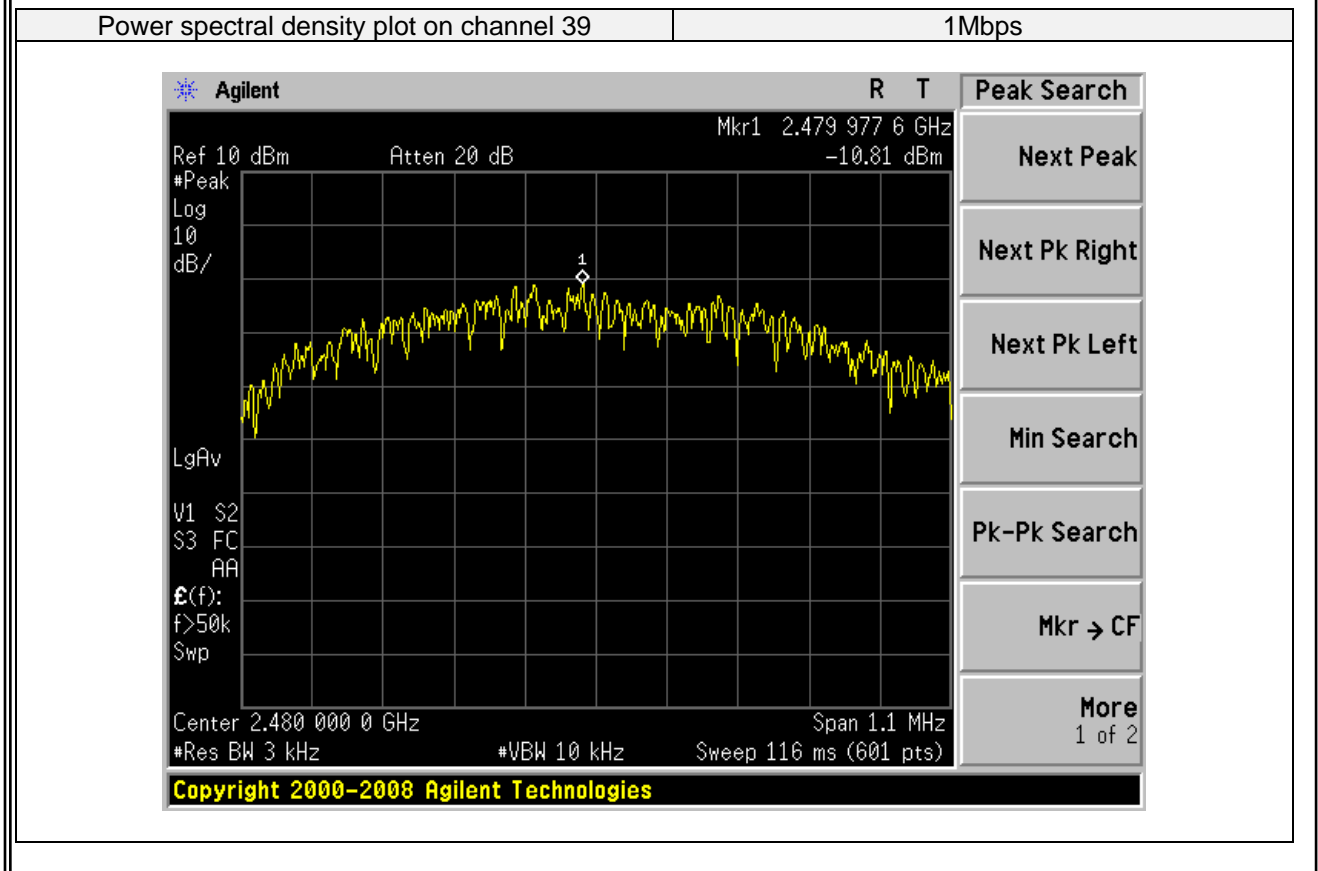 Power spectral density plot on channel 39 1Mbps
Agilent R T Peak Search
Mkr1 2.479 977 6 GHz
Ref 10 dBm Atten 20 dB −10.81 dBm
#Peak
Log
10
dB/
1
LgAv
V1 S2
S3 FC
AA
£(f):
f>50k
Swp
Center 2.480 000 0 GHz Span 1.1 MHz
#Res BW 3 kHz #VBW 10 kHz Sweep 116 ms (601 pts)
Copyright 2000–2008 Agilent Technologies
Next Peak
Next Pk Right
Next Pk Left
Min Search
Pk–Pk Search
Mkr → CF
More
1 of 2